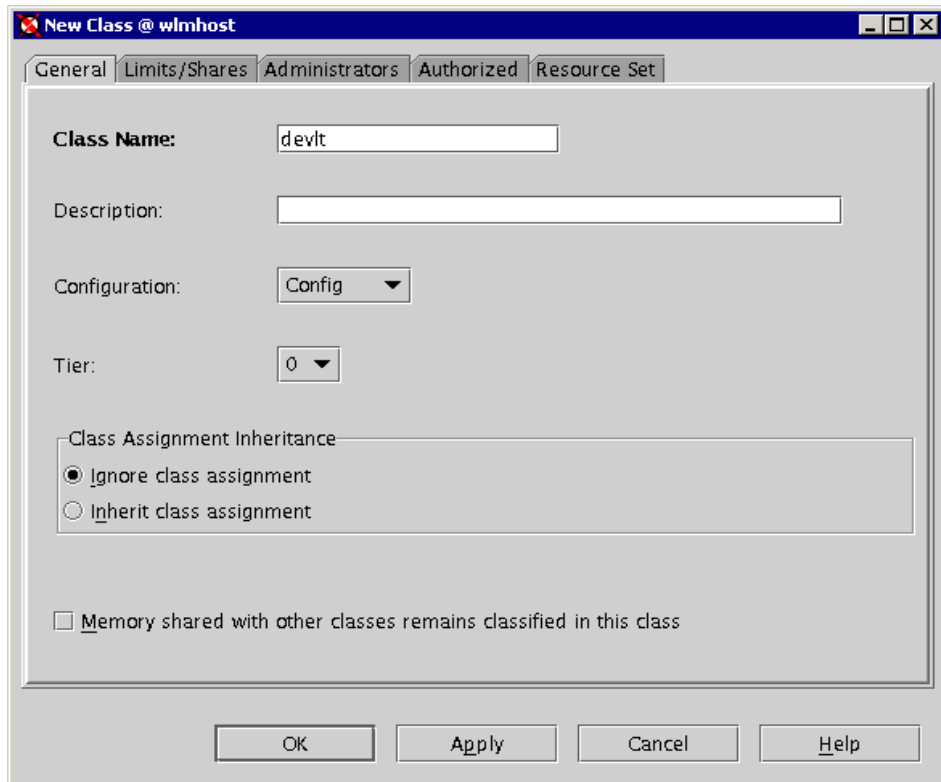 New Class @ wlmhost
General Limits/Shares Administrators Authorized Resource Set
Class Name: devlt
Description:
Configuration: Config
Tier: 0
Class Assignment Inheritance
Ignore class assignment
Inherit class assignment
Memory shared with other classes remains classified in this class
OK Apply Cancel Help